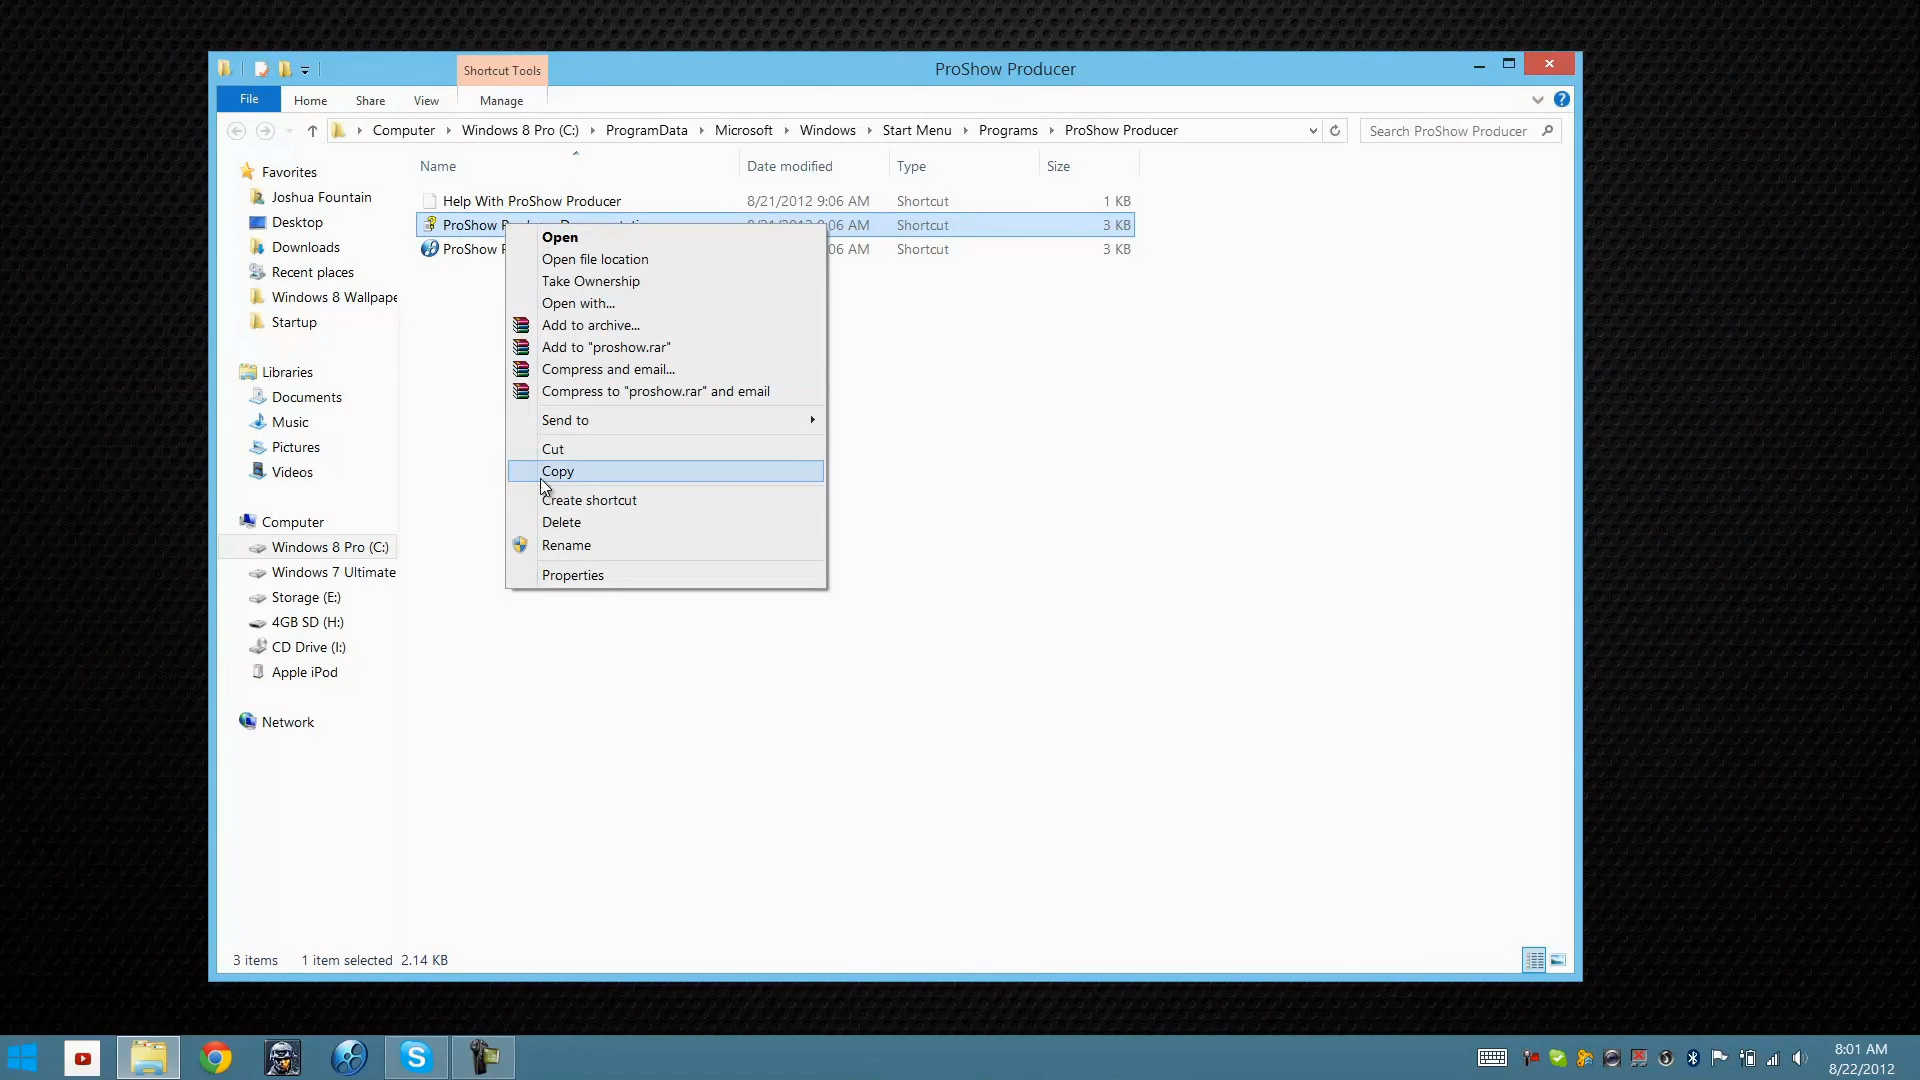 Shortcut Tools
ProShow Producer
File
Home
Share
View
Manage
Computer
Windows 8 Pro (C:)
ProgramData
Microsoft
Windows
Start Menu
Programs
ProShow Producer
Search ProShow Producer
Name
Date modified
Type
Size
Help With ProShow Producer
8/21/2012 9:06 AM
Shortcut
1 KB
ProShow
Shortcut
3 KB
ProShow
06 AM
Shortcut
3 KB
Favorites
Joshua Fountain
Desktop
Downloads
Recent places
Windows 8 Wallpape
Startup
Libraries
Documents
Music
Pictures
Videos
Computer
Windows 8 Pro (C:)
Windows 7 Ultimate
Storage (E:)
4GB SD (H:)
CD Drive (I:)
Apple iPod
Network
Open
Open file location
Take Ownership
Open with...
Add to archive...
Add to "proshow.rar"
Compress and email...
Compress to "proshow.rar" and email
Send to
Cut
Copy
Create shortcut
Delete
Rename
Properties
3 items
1 item selected 2.14 KB
8:01 AM
8/22/2012